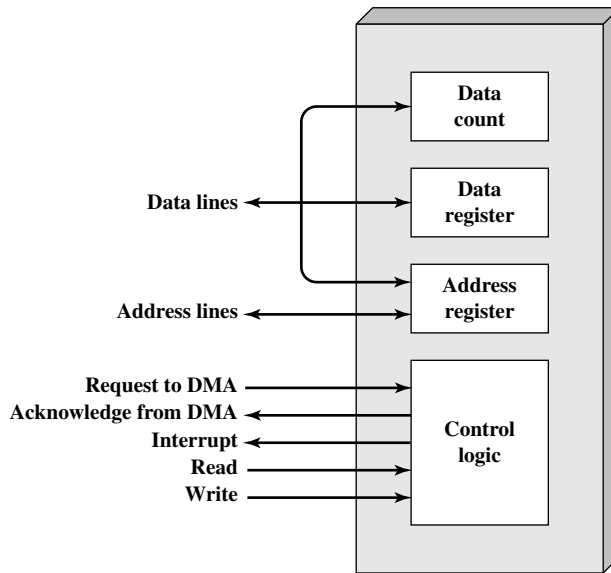 Data
count
Data lines
Data
register
Address
register
Address lines
Request to DMA
Acknowledge from DMA
Interrupt
Read
Write
Control
logic